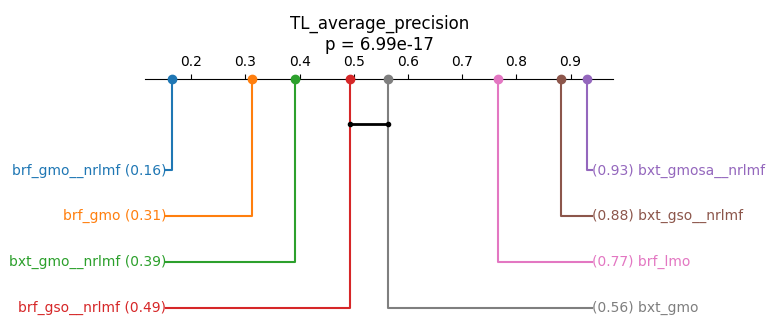 TL_average_precision
p = 6.99e-17
0.2 0.3 0.4 0.5 0.6 0.7 0.8 0.9
brf_gmo__nrlmf (0.16) (0.93) bxt_gmosa__nrlmf
brf_gmo (0.31) (0.88) bxt_gso__nrlmf
bxt_gmo__nrlmf (0.39) (0.77) brf_lmo
brf_gso__nrlmf (0.49) (0.56) bxt_gmo